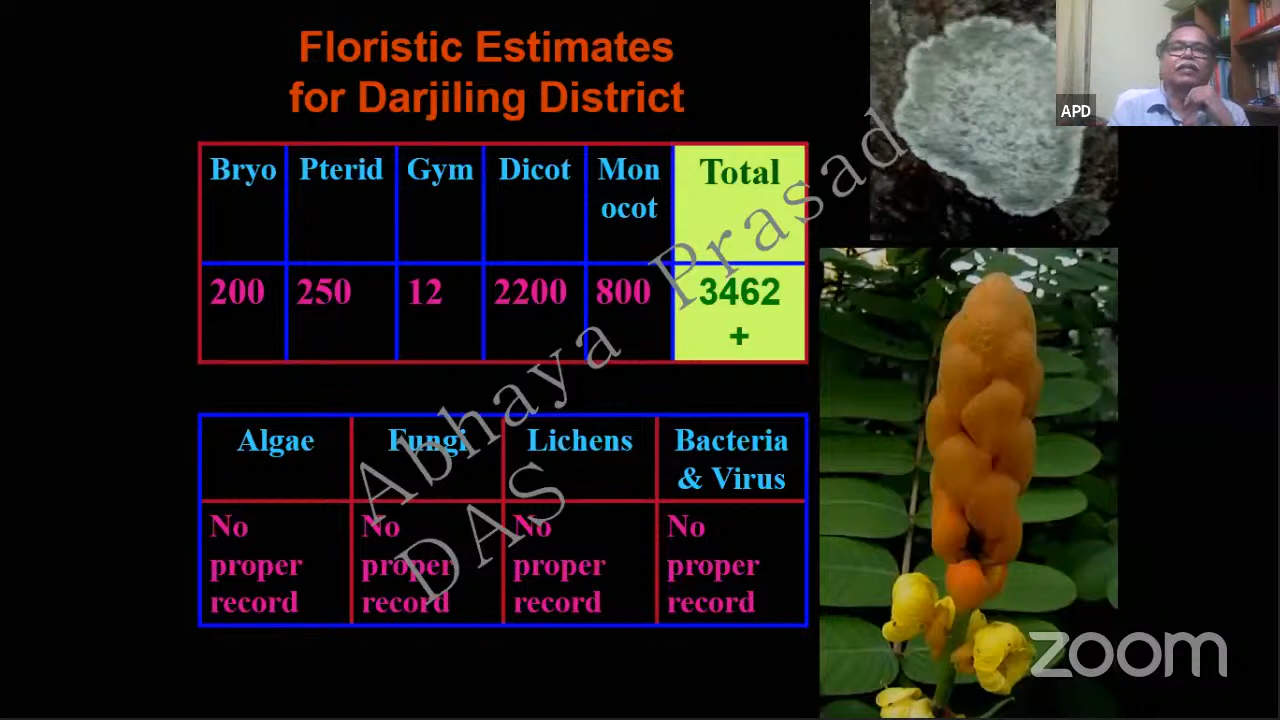 Floristic Estimates
for Darjiling District
APD
Bryo Pterid Gym Dicot Mon Total
ocot
200 250 12 2200 800 3462
+
Algae Fungi Lichens Bacteria
& Virus
No No No No
proper proper proper proper
record record record record
Abhaya Prasad
DAS
zoom